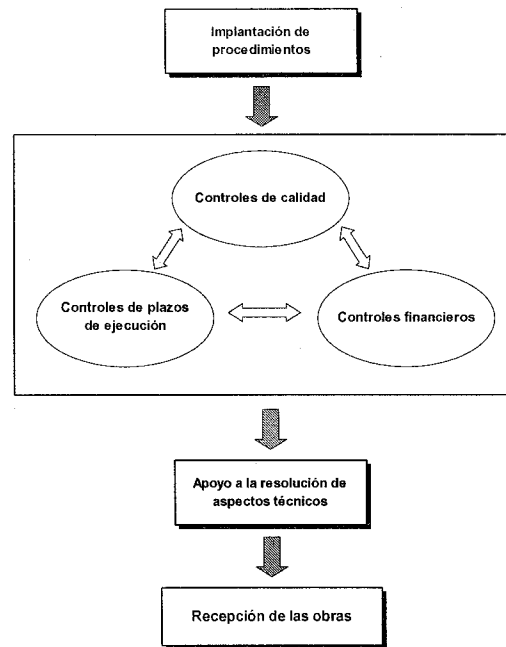 Implantación de
procedimientos
Controles de calidad
Controles de plazos
de ejecución
Controles financieros
Apoyo a la resolución de
aspectos técnicos
Recepción de las obras